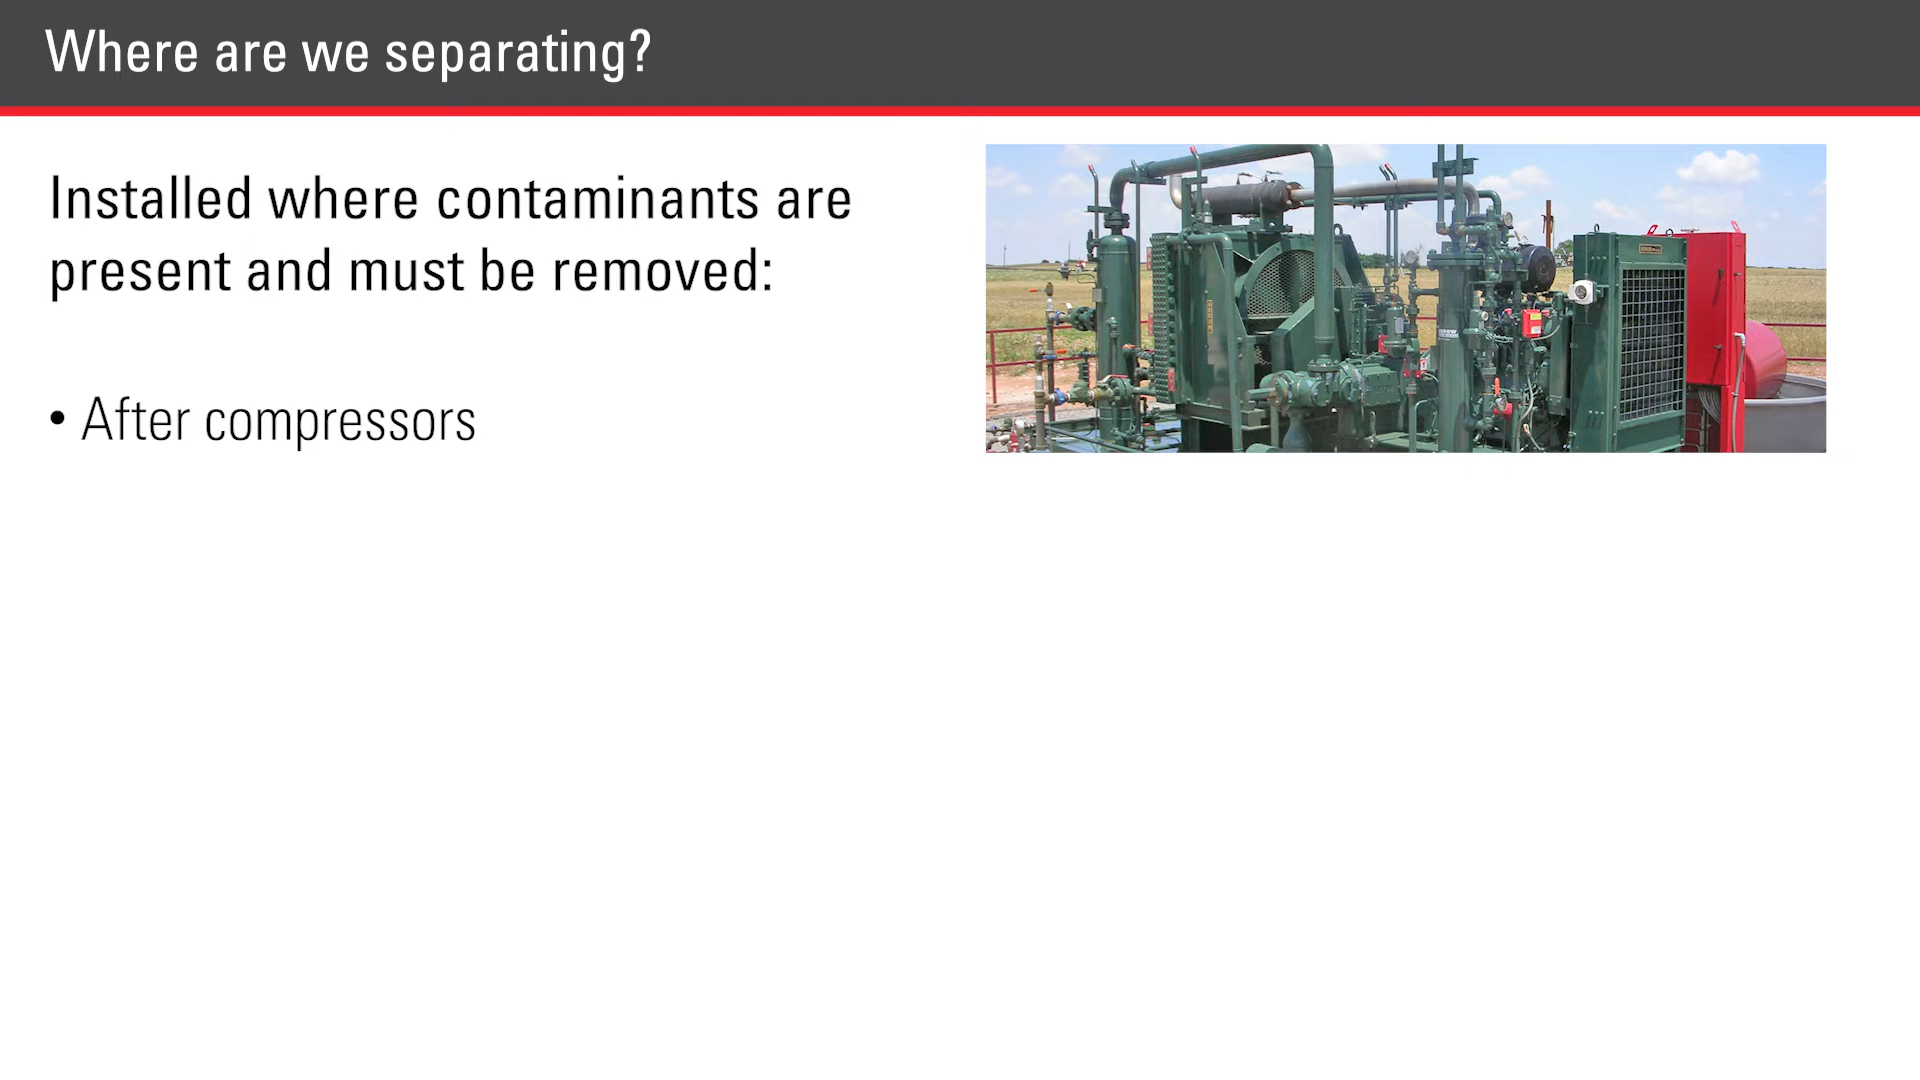 Where are we separating?
Installed where contaminants are
present and must be removed:
• After compressors